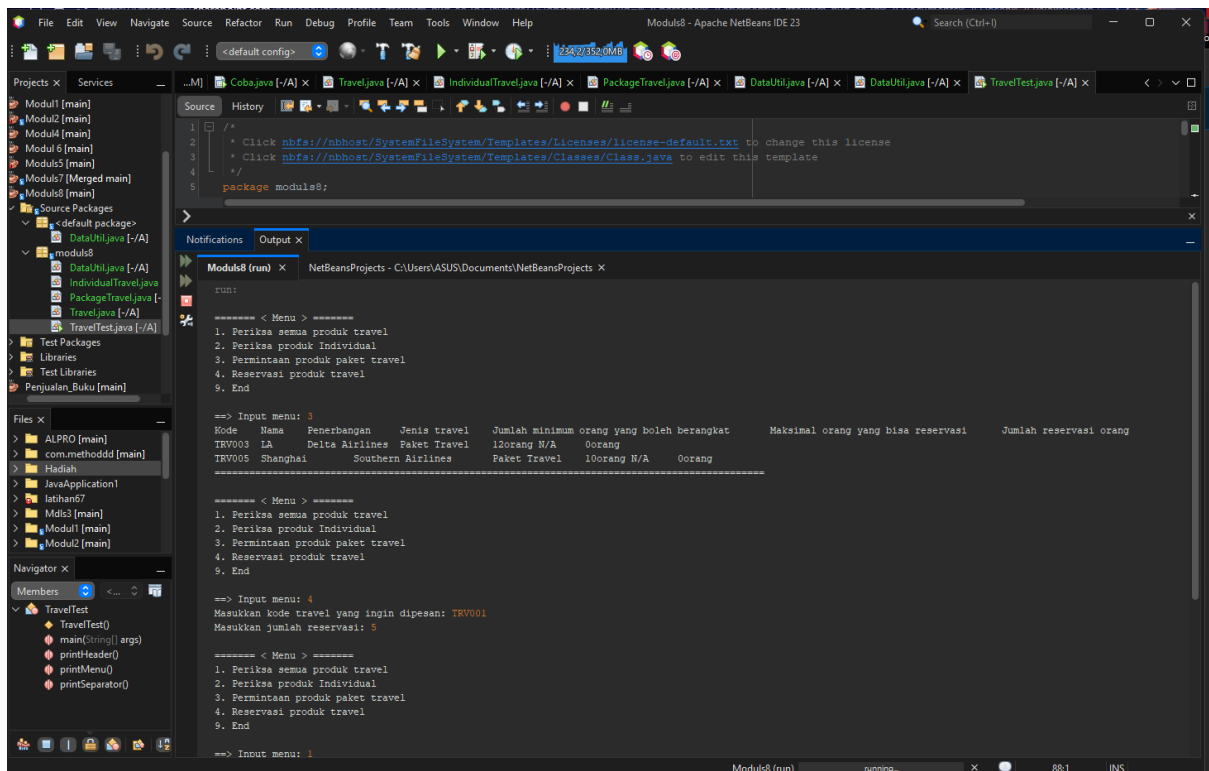 File Edit View Navigate Source Refactor Run Debug Profile Team Tools Window Help Moduls8 - Apache NetBeans IDE 23 Search (Ctrl+I)
<default config> 234,2/352,0MB
Projects × Services
...M] Coba.java [-/A] × Travel.java [-/A] × IndividualTravel.java [-/A] × PackageTravel.java [-/A] × DataUtil.java [-/A] × DataUtil.java [-/A] × TravelTest.java [-/A] ×
Modul1 [main]
Modul2 [main]
Modul4 [main]
Modul 6 [main]
Moduls5 [main]
Moduls7 [Merged main]
Moduls8 [main]
Source Packages
<default package>
DataUtil.java [-/A]
moduls8
DataUtil.java [-/A]
IndividualTravel.java
PackageTravel.java [-
Travel.java [-/A]
TravelTest.java [-/A]
Test Packages
Libraries
Test Libraries
Penjualan_Buku [main]
Source History
1 /*
2 * Click nbfs://nbhost/SystemFileSystem/Templates/Licenses/license-default.txt to change this license
3 * Click nbfs://nbhost/SystemFileSystem/Templates/Classes/Class.java to edit this template
4 */
5 package moduls8;
Notifications Output ×
Moduls8 (run) × NetBeansProjects - C:\Users\ASUS\Documents\NetBeansProjects ×
run:
======= < Menu > =======
1. Periksa semua produk travel
2. Periksa produk Individual
3. Permintaan produk paket travel
4. Reservasi produk travel
9. End
==> Input menu: 3
Kode Nama Penerbangan Jenis travel Jumlah minimum orang yang boleh berangkat Maksimal orang yang bisa reservasi Jumlah reservasi orang
TRV003 LA Delta Airlines Paket Travel 12orang N/A 0orang
TRV005 Shanghai Southern Airlines Paket Travel 10orang N/A 0orang
======= < Menu > =======
1. Periksa semua produk travel
2. Periksa produk Individual
3. Permintaan produk paket travel
4. Reservasi produk travel
9. End
==> Input menu: 4
Masukkan kode travel yang ingin dipesan: TRV001
Masukkan jumlah reservasi: 5
======= < Menu > =======
1. Periksa semua produk travel
2. Periksa produk Individual
3. Permintaan produk paket travel
4. Reservasi produk travel
9. End
==> Input menu: 1
Files ×
ALPRO [main]
com.methoddd [main]
Hadiah
JavaApplication1
latihan67
Mdls3 [main]
Modul1 [main]
Modul2 [main]
Navigator ×
Members <...
TravelTest
TravelTest()
main(String[] args)
printHeader()
printMenu()
printSeparator()
Moduls8 (run) running... 88:1 INS